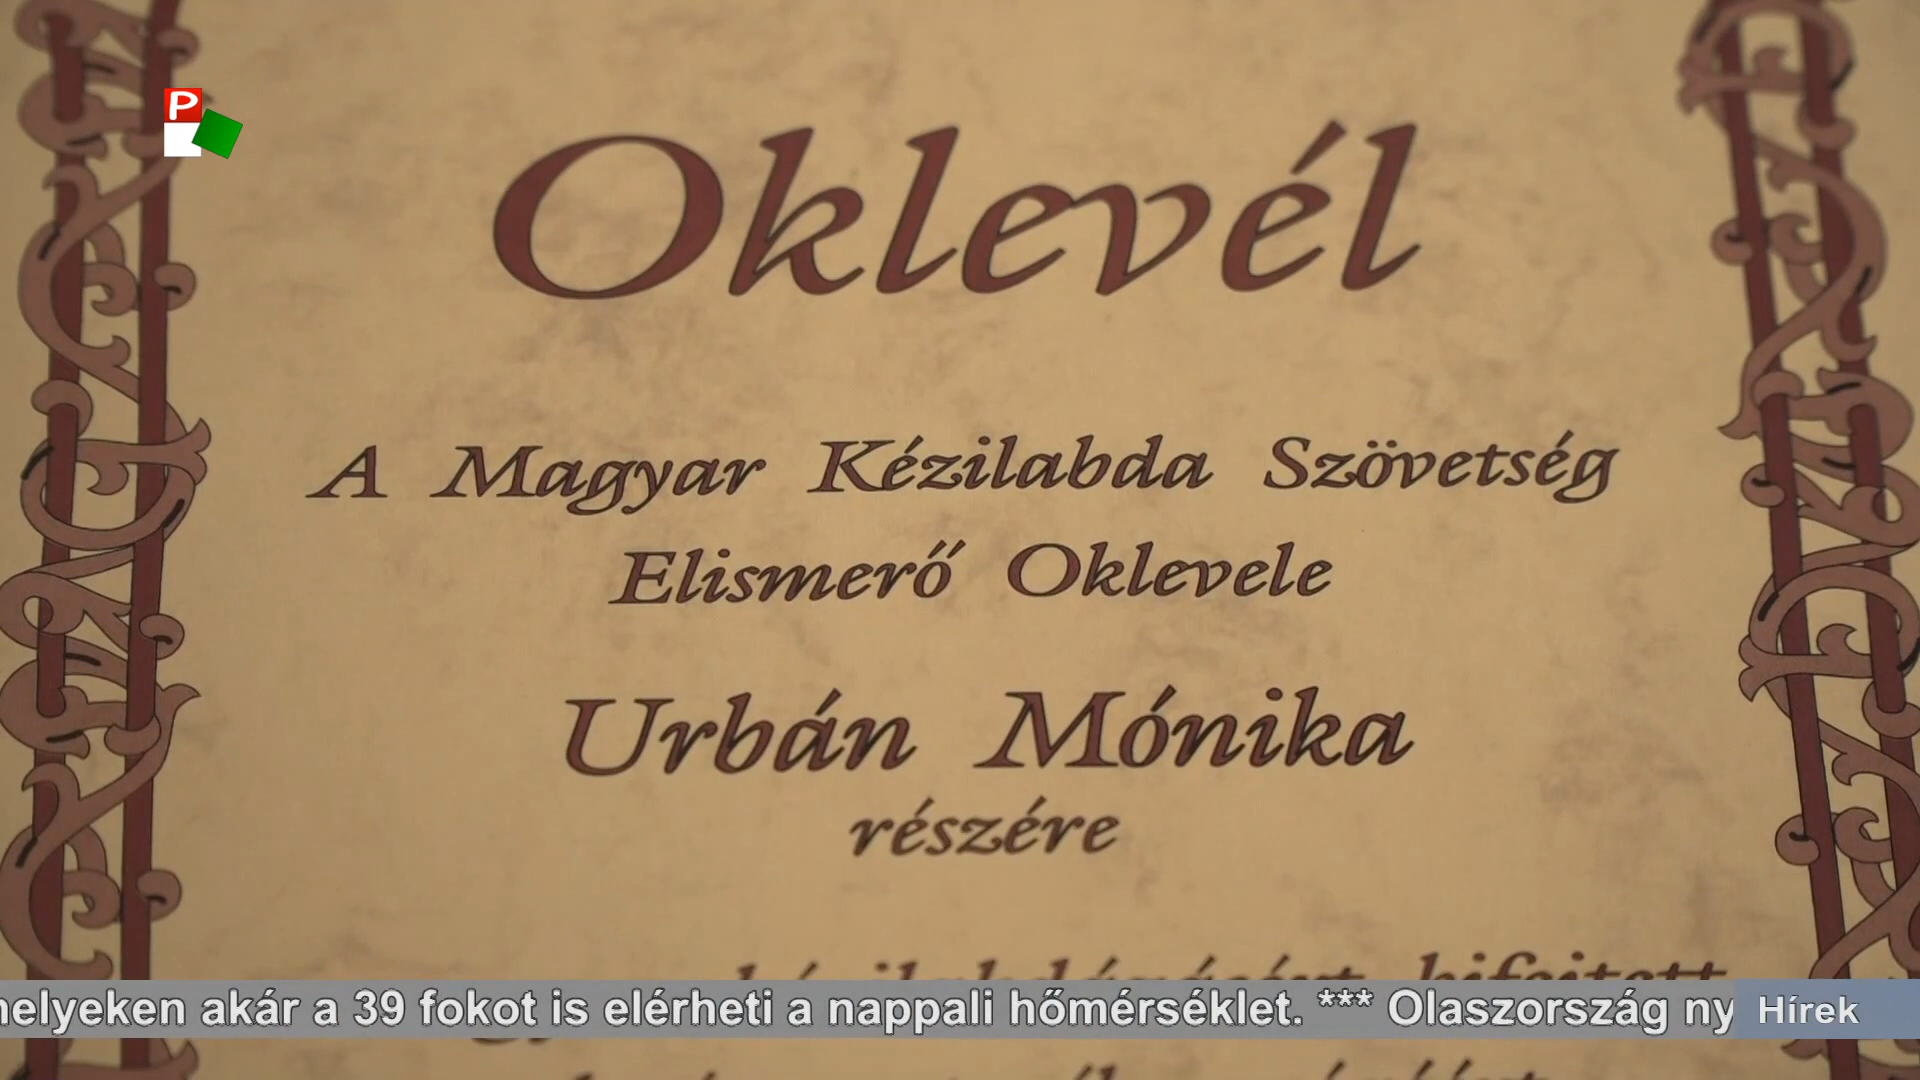 P
Oklevél
A Magyar Kézilabda Szövetség
Elismerő Oklevele
Urbán Mónika
részére
kifejtett
helyeken akár a 39 fokot is elérheti a nappali hőmérséklet. *** Olaszország ny
Hírek